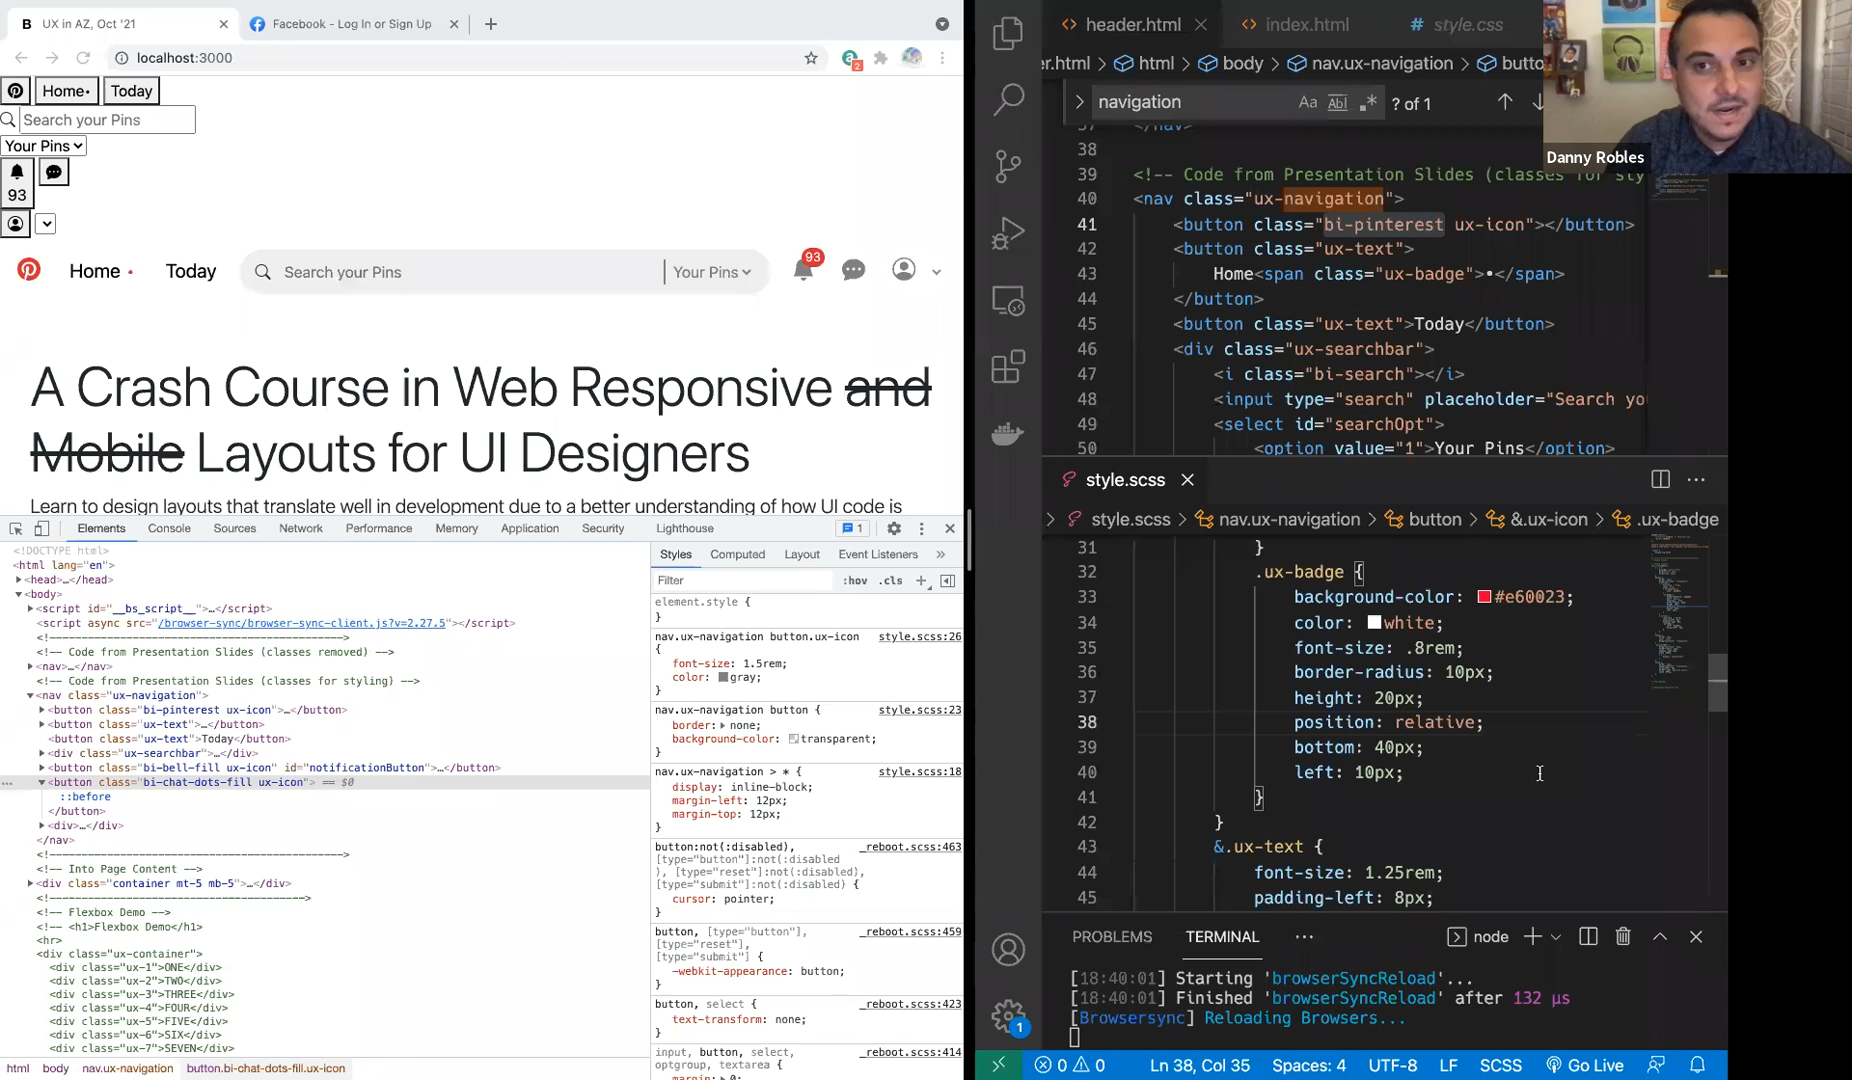 UX in AZ, Oct '21
Facebook - Log In or Sign Up
localhost:3000
2
Home•
Today
Search your Pins
Your Pins
93
Home •
Today
Search your Pins
Your Pins
93
A Crash Course in Web Responsive and
Mobile Layouts for UI Designers
Learn to design layouts that translate well in development due to a better understanding of how UI code is
Elements Console Sources Network Performance Memory Application Security Lighthouse
1
<!DOCTYPE html>
<html lang="en">
<head>…</head>
<body>
<script id="__bs_script__">…</script>
<script async src="/browser-sync/browser-sync-client.js?v=2.27.5"></script>
<!-- Code from Presentation Slides (classes removed) -->
<nav>…</nav>
<!-- Code from Presentation Slides (classes for styling) -->
<nav class="ux-navigation">
<button class="bi-pinterest ux-icon">…</button>
<button class="ux-text">…</button>
<button class="ux-text">Today</button>
<div class="ux-searchbar">…</div>
<button class="bi-bell-fill ux-icon" id="notificationButton">…</button>
<button class="bi-chat-dots-fill ux-icon"> == $0
::before
</button>
<div>…</div>
</nav>
<!-- Into Page Content -->
<div class="container mt-5 mb-5">…</div>
<!-- Flexbox Demo -->
<!-- <h1>Flexbox Demo</h1>
<hr>
<div class="ux-container">
<div class="ux-1">ONE</div>
<div class="ux-2">TWO</div>
<div class="ux-3">THREE</div>
<div class="ux-4">FOUR</div>
<div class="ux-5">FIVE</div>
<div class="ux-6">SIX</div>
<div class="ux-7">SEVEN</div>
html body nav.ux-navigation button.bi-chat-dots-fill.ux-icon
Styles Computed Layout Event Listeners »
Filter :hov .cls +
element.style {
}
nav.ux-navigation button.ux-icon style.scss:26
{
font-size: 1.5rem;
color: gray;
}
nav.ux-navigation button { style.scss:23
border: none;
background-color: transparent;
}
nav.ux-navigation > * { style.scss:18
display: inline-block;
margin-left: 12px;
margin-top: 12px;
}
button:not(:disabled), _reboot.scss:463
[type="button"]:not(:disabled
), [type="reset"]:not(:disabled),
[type="submit"]:not(:disabled) {
cursor: pointer;
}
button, [type="button"], _reboot.scss:459
[type="reset"],
[type="submit"] {
-webkit-appearance: button;
}
button, select { _reboot.scss:423
text-transform: none;
}
input, button, select, _reboot.scss:414
optgroup, textarea {
margin: 0;
header.html index.html style.css
er.html > html > body > nav.ux-navigation > butto
navigation Aa Abl .* ? of 1
37 </nav>
38
39 <!-- Code from Presentation Slides (classes for sty
40 <nav class="ux-navigation">
41 <button class="bi-pinterest ux-icon"></button>
42 <button class="ux-text">
43 Home<span class="ux-badge">•</span>
44 </button>
45 <button class="ux-text">Today</button>
46 <div class="ux-searchbar">
47 <i class="bi-search"></i>
48 <input type="search" placeholder="Search yo
49 <select id="searchOpt">
50 <option value="1">Your Pins</option>
Danny Robles
style.scss
style.scss > nav.ux-navigation > button > &.ux-icon > .ux-badge
31 }
32 .ux-badge {
33 background-color: #e60023;
34 color: white;
35 font-size: .8rem;
36 border-radius: 10px;
37 height: 20px;
38 position: relative;
39 bottom: 40px;
40 left: 10px;
41 }
42 }
43 &.ux-text {
44 font-size: 1.25rem;
45 padding-left: 8px;
PROBLEMS TERMINAL ··· node
[18:40:01] Starting 'browserSyncReload'...
[18:40:01] Finished 'browserSyncReload' after 132 μs
[Browsersync] Reloading Browsers...
1
0 0 Ln 38, Col 35 Spaces: 4 UTF-8 LF SCSS Go Live